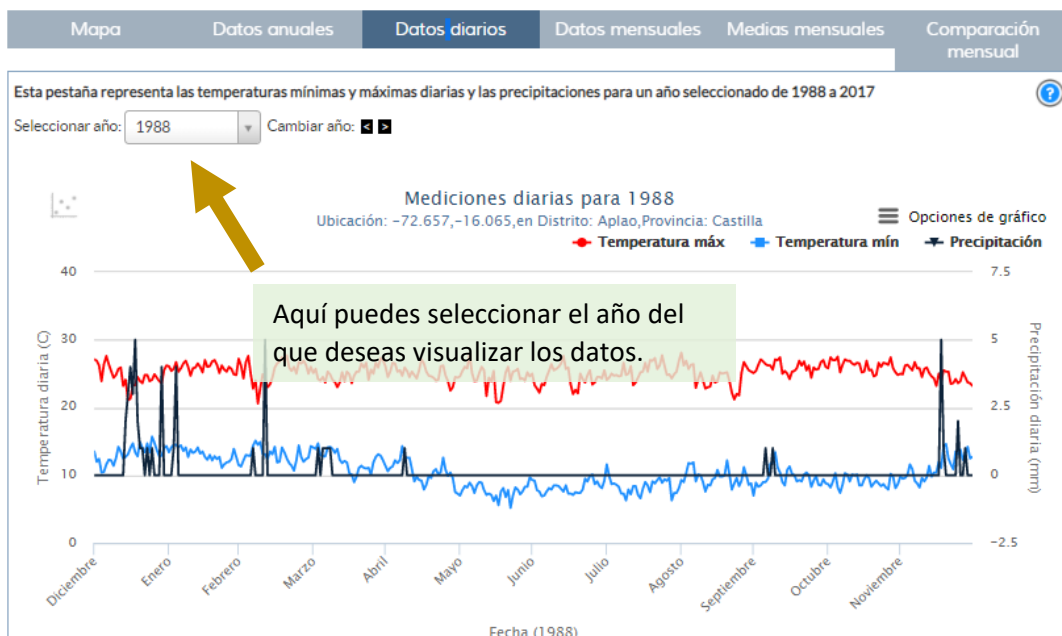 Mapa
Datos anuales
Datos diarios
Datos mensuales
Medias mensuales
Comparación
mensual
Esta pestaña representa las temperaturas mínimas y máximas diarias y las precipitaciones para un año seleccionado de 1988 a 2017
?
Seleccionar año: 1988 Cambiar año: < >
Mediciones diarias para 1988
Ubicación: -72.657,-16.065,en Distrito: Aplao,Provincia: Castilla
Opciones de gráfico
Temperatura máx Temperatura mín Precipitación
Aquí puedes seleccionar el año del
que deseas visualizar los datos.
Temperatura diaria (C)
40
30
20
10
0
7.5
5
2.5
0
-2.5
Precipitación diaria (mm)
Diciembre
Enero
Febrero
Marzo
Abril
Mayo
Junio
Julio
Agosto
Septiembre
Octubre
Noviembre
Fecha (1988)